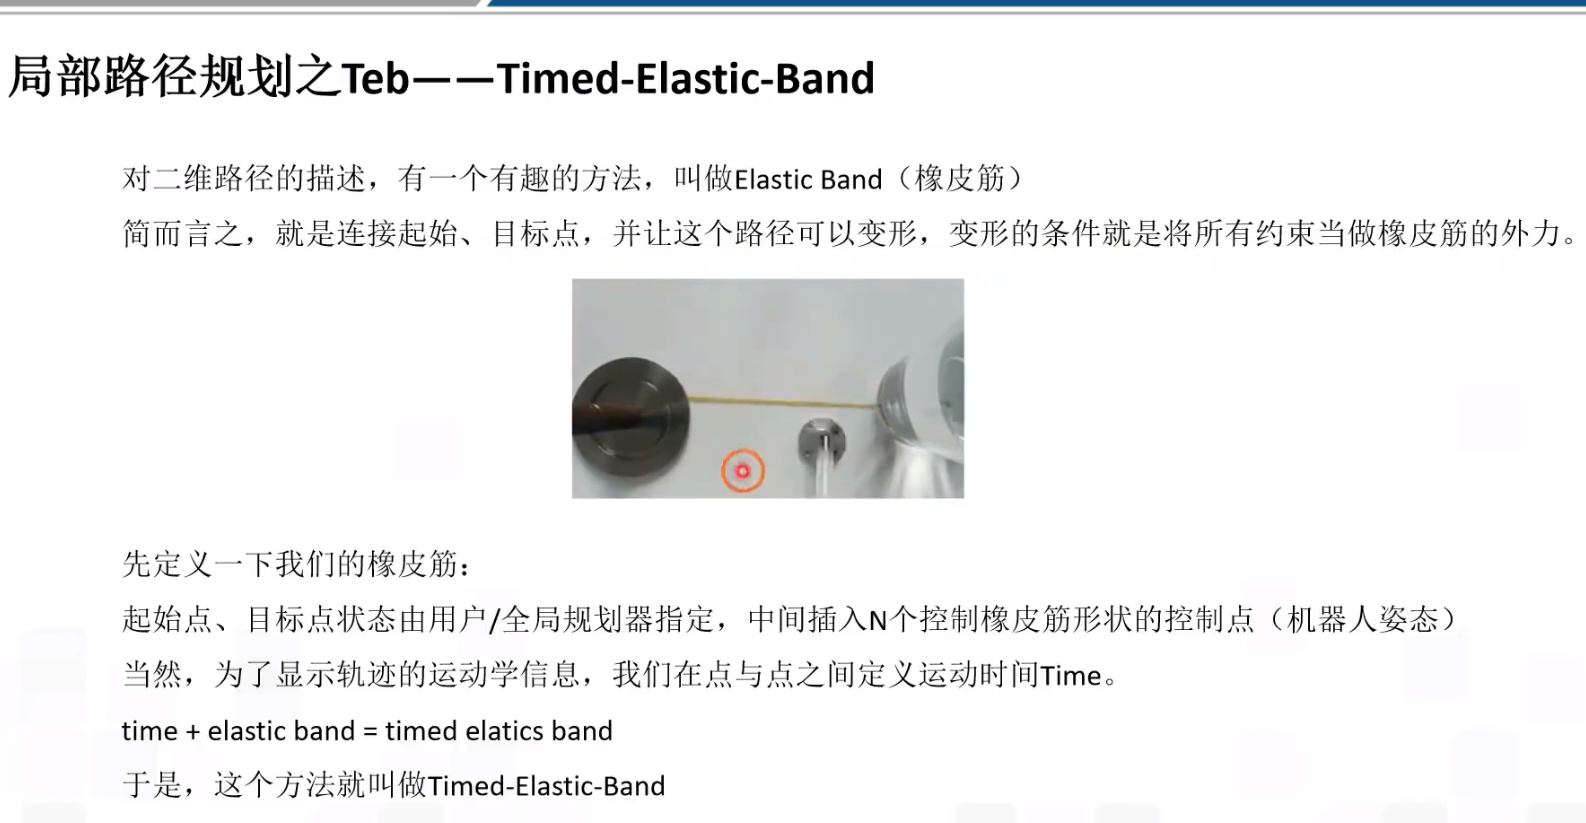 局部路径规划之Teb——Timed-Elastic-Band
对二维路径的描述，有一个有趣的方法，叫做Elastic Band（橡皮筋）
简而言之，就是连接起始、目标点，并让这个路径可以变形，变形的条件就是将所有约束当做橡皮筋的外力。
先定义一下我们的橡皮筋：
起始点、目标点状态由用户/全局规划器指定，中间插入N个控制橡皮筋形状的控制点（机器人姿态）
当然，为了显示轨迹的运动学信息，我们在点与点之间定义运动时间Time。
time + elastic band = timed elatics band
于是，这个方法就叫做Timed-Elastic-Band